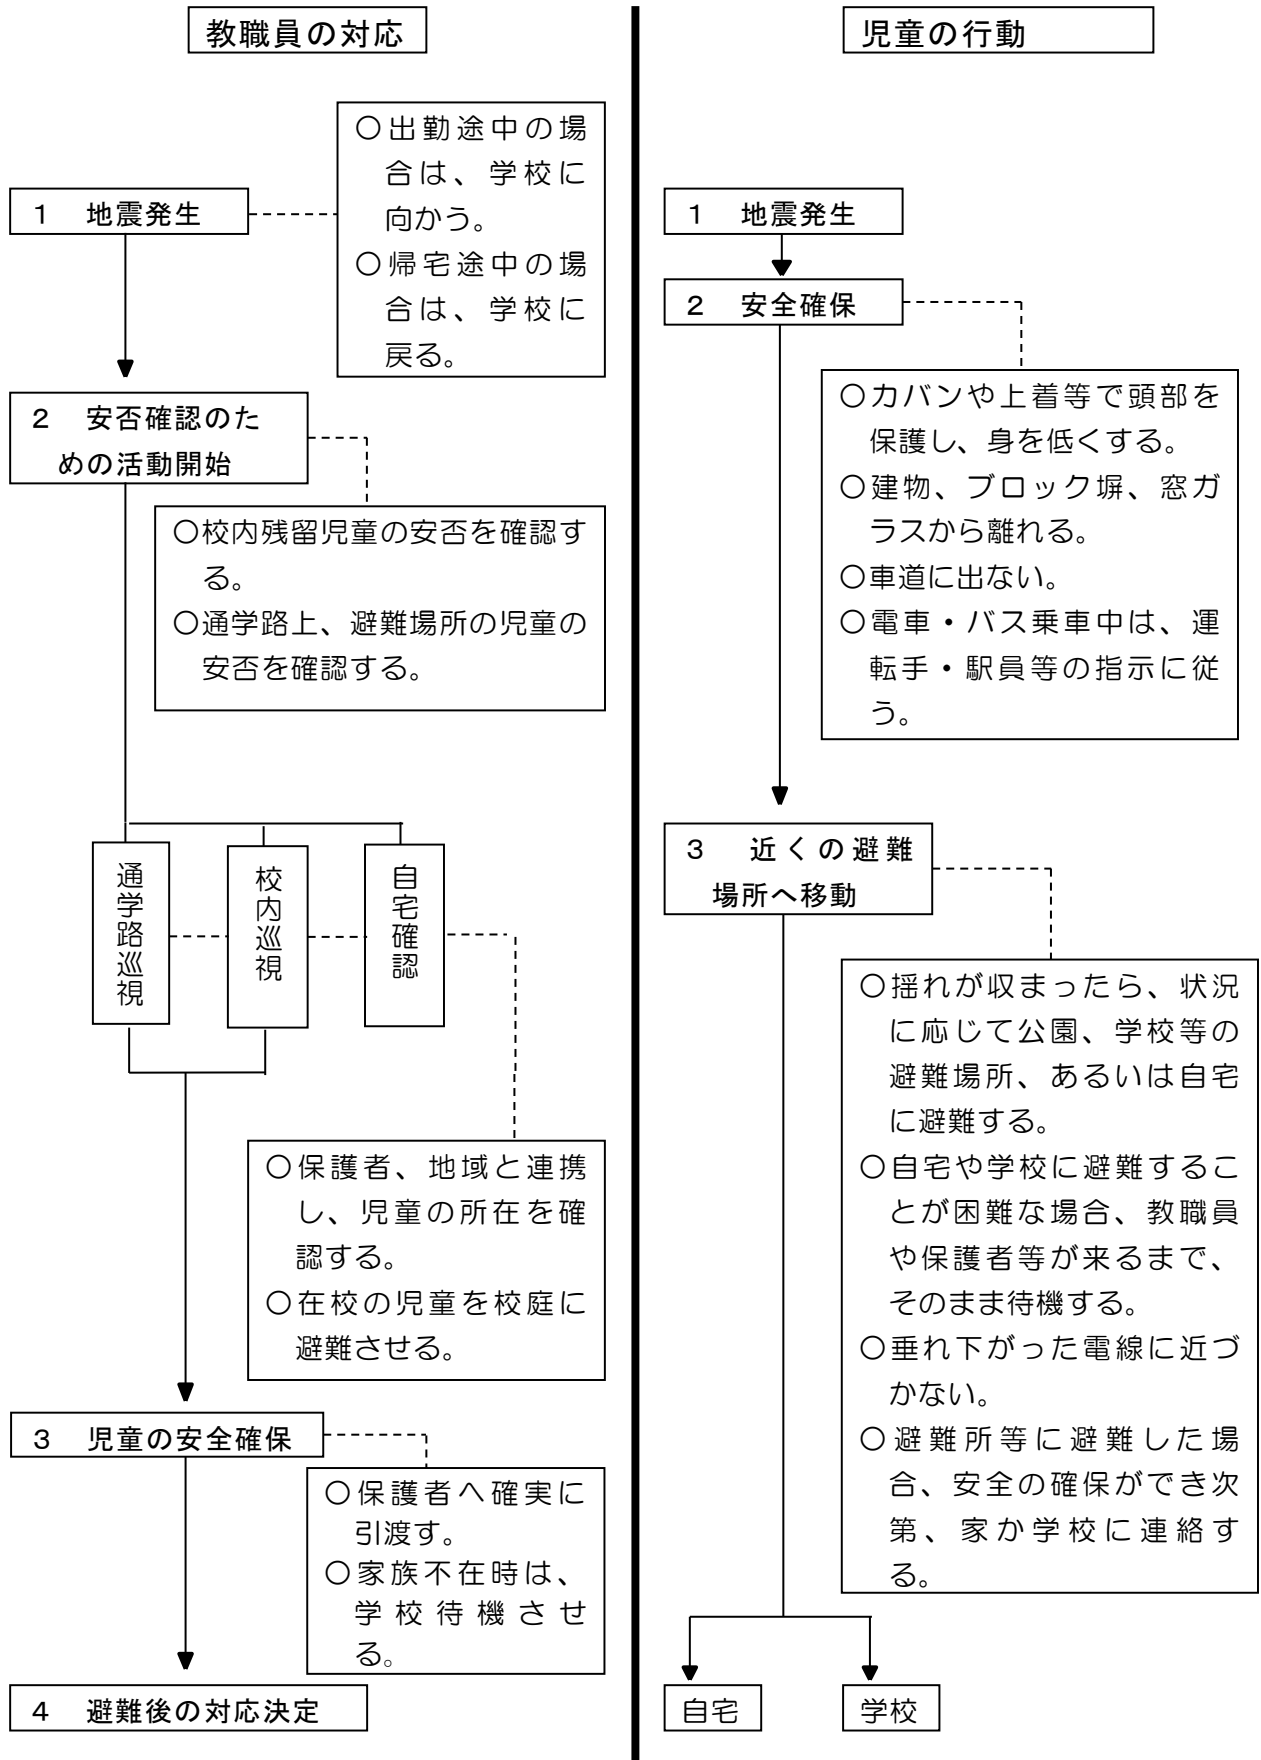 教職員の対応
○出勤途中の場
合は、学校に
向かう。
○帰宅途中の場
合は、学校に
戻る。
1 地震発生
2 安否確認のた
めの活動開始
○校内残留児童の安否を確認す
る。
○通学路上、避難場所の児童の
安否を確認する。
通学路巡視
校内巡視
自宅確認
○保護者、地域と連携
し、児童の所在を確
認する。
○在校の児童を校庭に
避難させる。
3 児童の安全確保
○保護者へ確実に
引渡す。
○家族不在時は、
学校待機させ
る。
4 避難後の対応決定
児童の行動
1 地震発生
2 安全確保
○カバンや上着等で頭部を
保護し、身を低くする。
○建物、ブロック塀、窓ガ
ラスから離れる。
○車道に出ない。
○電車・バス乗車中は、運
転手・駅員等の指示に従
う。
3 近くの避難
場所へ移動
○揺れが収まったら、状況
に応じて公園、学校等の
避難場所、あるいは自宅
に避難する。
○自宅や学校に避難するこ
とが困難な場合、教職員
や保護者等が来るまで、
そのまま待機する。
○垂れ下がった電線に近づ
かない。
○避難所等に避難した場
合、安全の確保ができ次
第、家か学校に連絡す
る。
自宅
学校